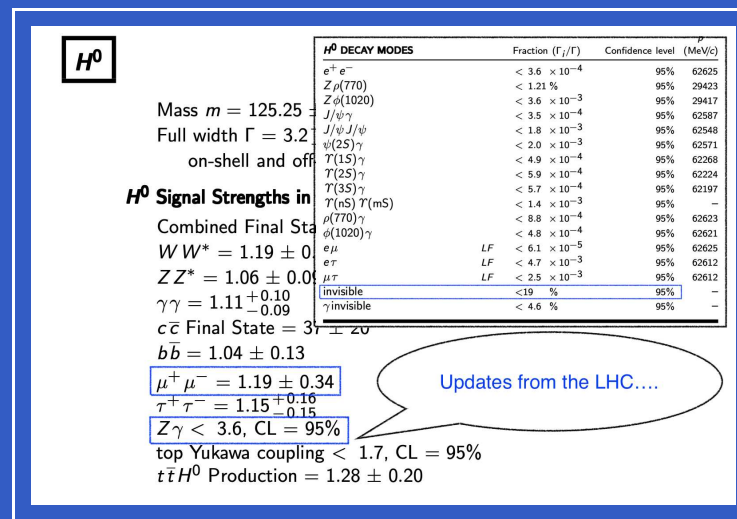 H⁰
Mass m = 125.25 ±
Full width Γ = 3.2
on-shell and off
H⁰ Signal Strengths in
Combined Final Sta
W W* = 1.19 ± 0.
Z Z* = 1.06 ± 0.09
γγ = 1.11 +0.10 −0.09
c c̄ Final State = 37 ± 20
b b̄ = 1.04 ± 0.13
μ⁺ μ⁻ = 1.19 ± 0.34
τ⁺ τ⁻ = 1.15 +0.16 −0.15
Z γ < 3.6, CL = 95%
top Yukawa coupling < 1.7, CL = 95%
t t̄ H⁰ Production = 1.28 ± 0.20
p
H⁰ DECAY MODES Fraction (Γᵢ/Γ) Confidence level (MeV/c)
e⁺ e⁻ < 3.6 × 10⁻⁴ 95% 62625
Z ρ(770) < 1.21 % 95% 29423
Z φ(1020) < 3.6 × 10⁻³ 95% 29417
J/ψ γ < 3.5 × 10⁻⁴ 95% 62587
J/ψ J/ψ < 1.8 × 10⁻³ 95% 62548
ψ(2S) γ < 2.0 × 10⁻³ 95% 62571
ϒ(1S) γ < 4.9 × 10⁻⁴ 95% 62268
ϒ(2S) γ < 5.9 × 10⁻⁴ 95% 62224
ϒ(3S) γ < 5.7 × 10⁻⁴ 95% 62197
ϒ(nS) ϒ(mS) < 1.4 × 10⁻³ 95% –
ρ(770) γ < 8.8 × 10⁻⁴ 95% 62623
φ(1020) γ < 4.8 × 10⁻⁴ 95% 62621
e μ LF < 6.1 × 10⁻⁵ 95% 62625
e τ LF < 4.7 × 10⁻³ 95% 62612
μ τ LF < 2.5 × 10⁻³ 95% 62612
invisible <19 % 95% –
γ invisible < 4.6 % 95% –
Updates from the LHC....